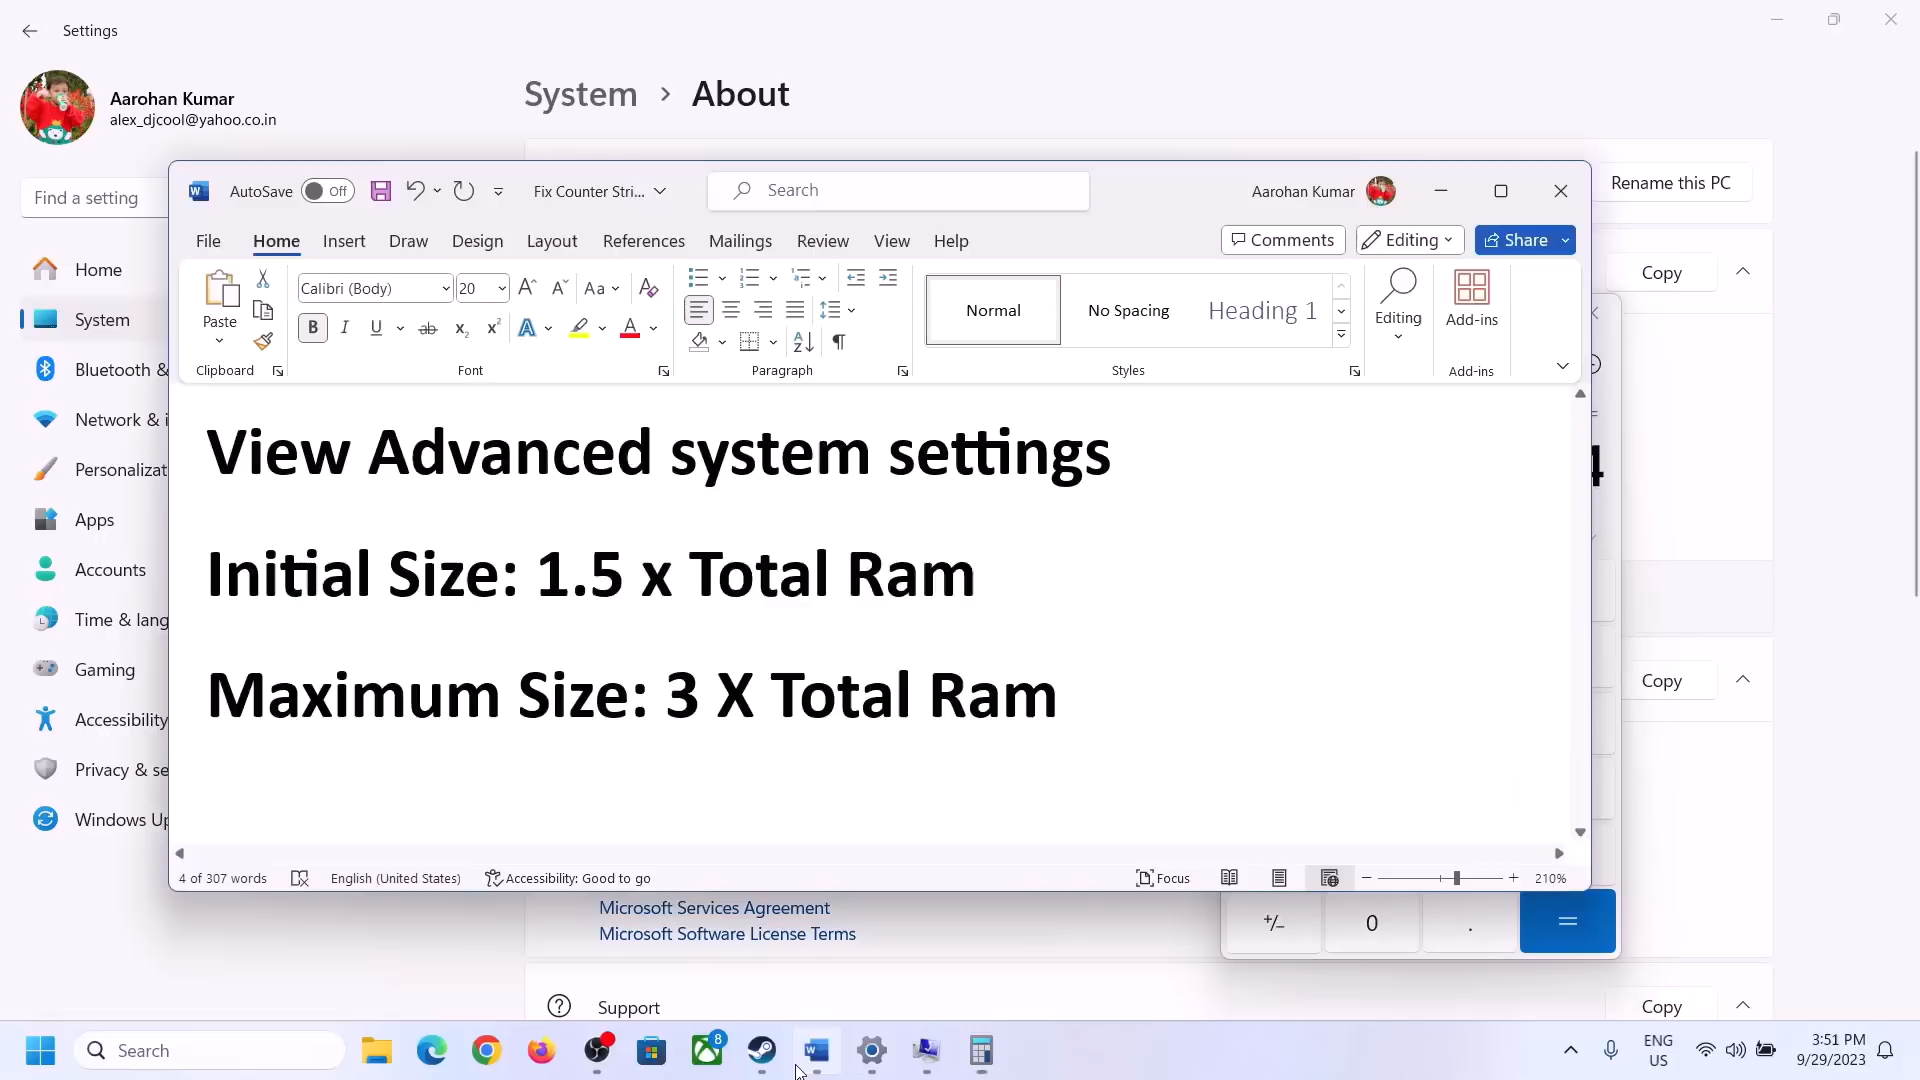 Settings
Aarohan Kumar
alex_djcool@yahoo.co.in
System > About
Find a setting
Rename this PC
AutoSave Off Fix Counter Stri... Search Aarohan Kumar
File Home Insert Draw Design Layout References Mailings Review View Help Comments Editing Share
Home
Copy
Paste
Calibri (Body) 20
Normal No Spacing Heading 1
Editing
Add-ins
Clipboard Font Paragraph Styles Add-ins
System
Bluetooth &
Network & i
Personalizat
Apps
Accounts
Time & lang
Gaming
Accessibility
Privacy & se
Windows Up
View Advanced system settings
Initial Size: 1.5 x Total Ram
Maximum Size: 3 X Total Ram
4
Copy
4 of 307 words English (United States) Accessibility: Good to go Focus 210%
Microsoft Services Agreement
Microsoft Software License Terms
+/- 0 . =
Support
Copy
Search
8
ENG
US
3:51 PM
9/29/2023